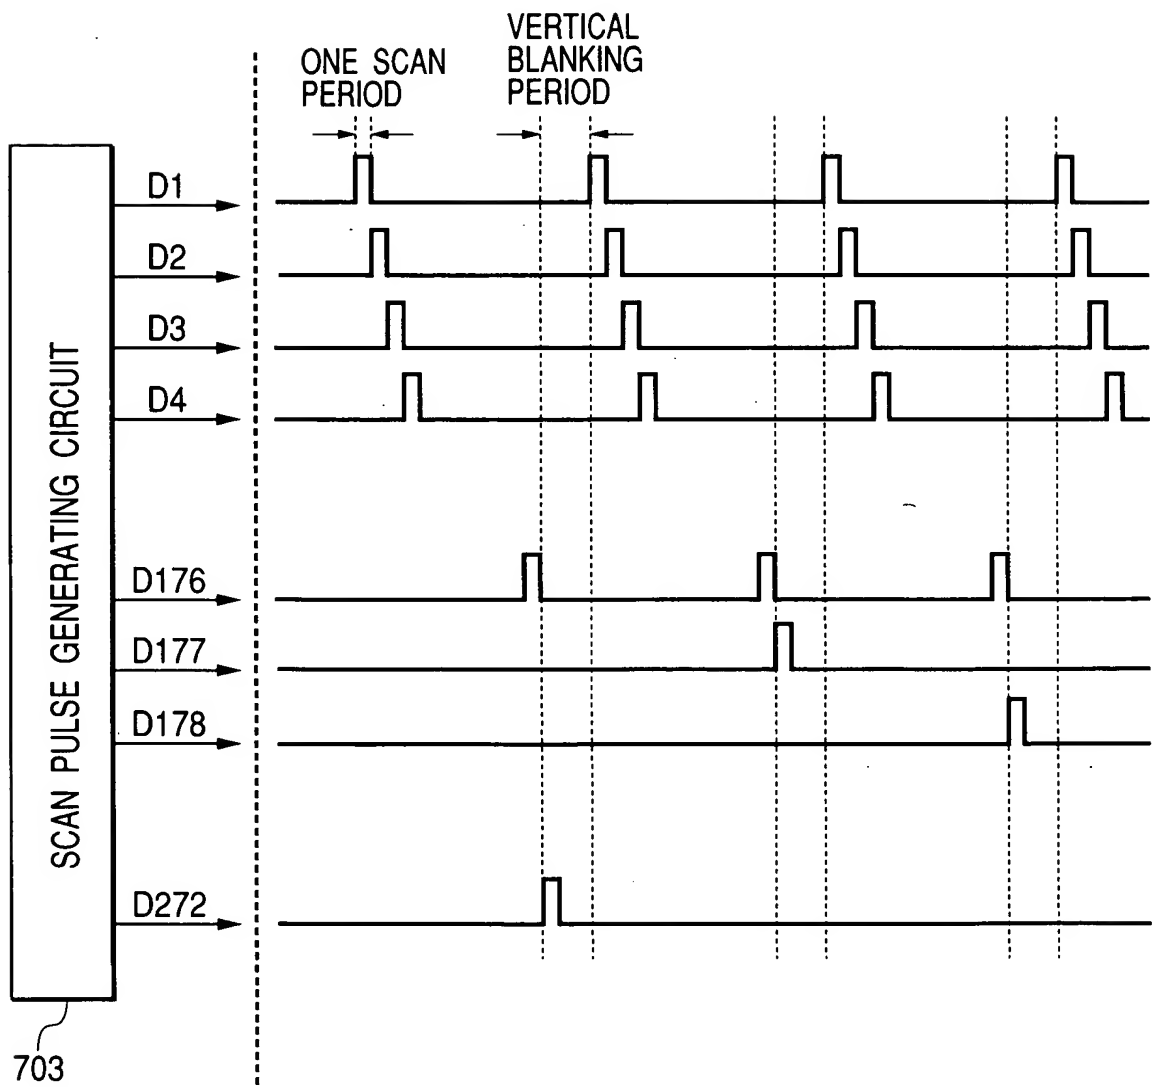 VERTICAL
BLANKING
PERIOD
ONE SCAN
PERIOD
SCAN PULSE GENERATING CIRCUIT
D1
D2
D3
D4
D176
D177
D178
D272
703